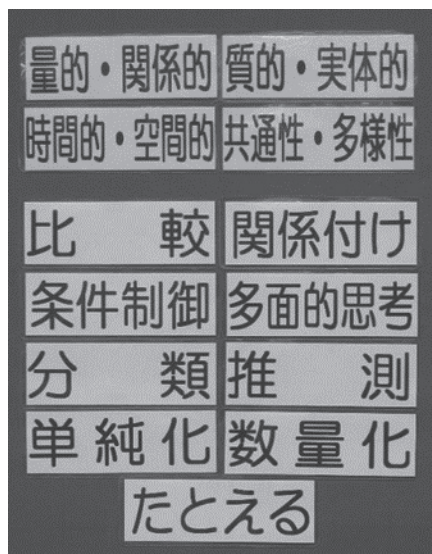 量的・関係的 質的・実体的
時間的・空間的 共通性・多様性
比較 関係付け
条件制御 多面的思考
分類 推測
単純化 数量化
たとえる